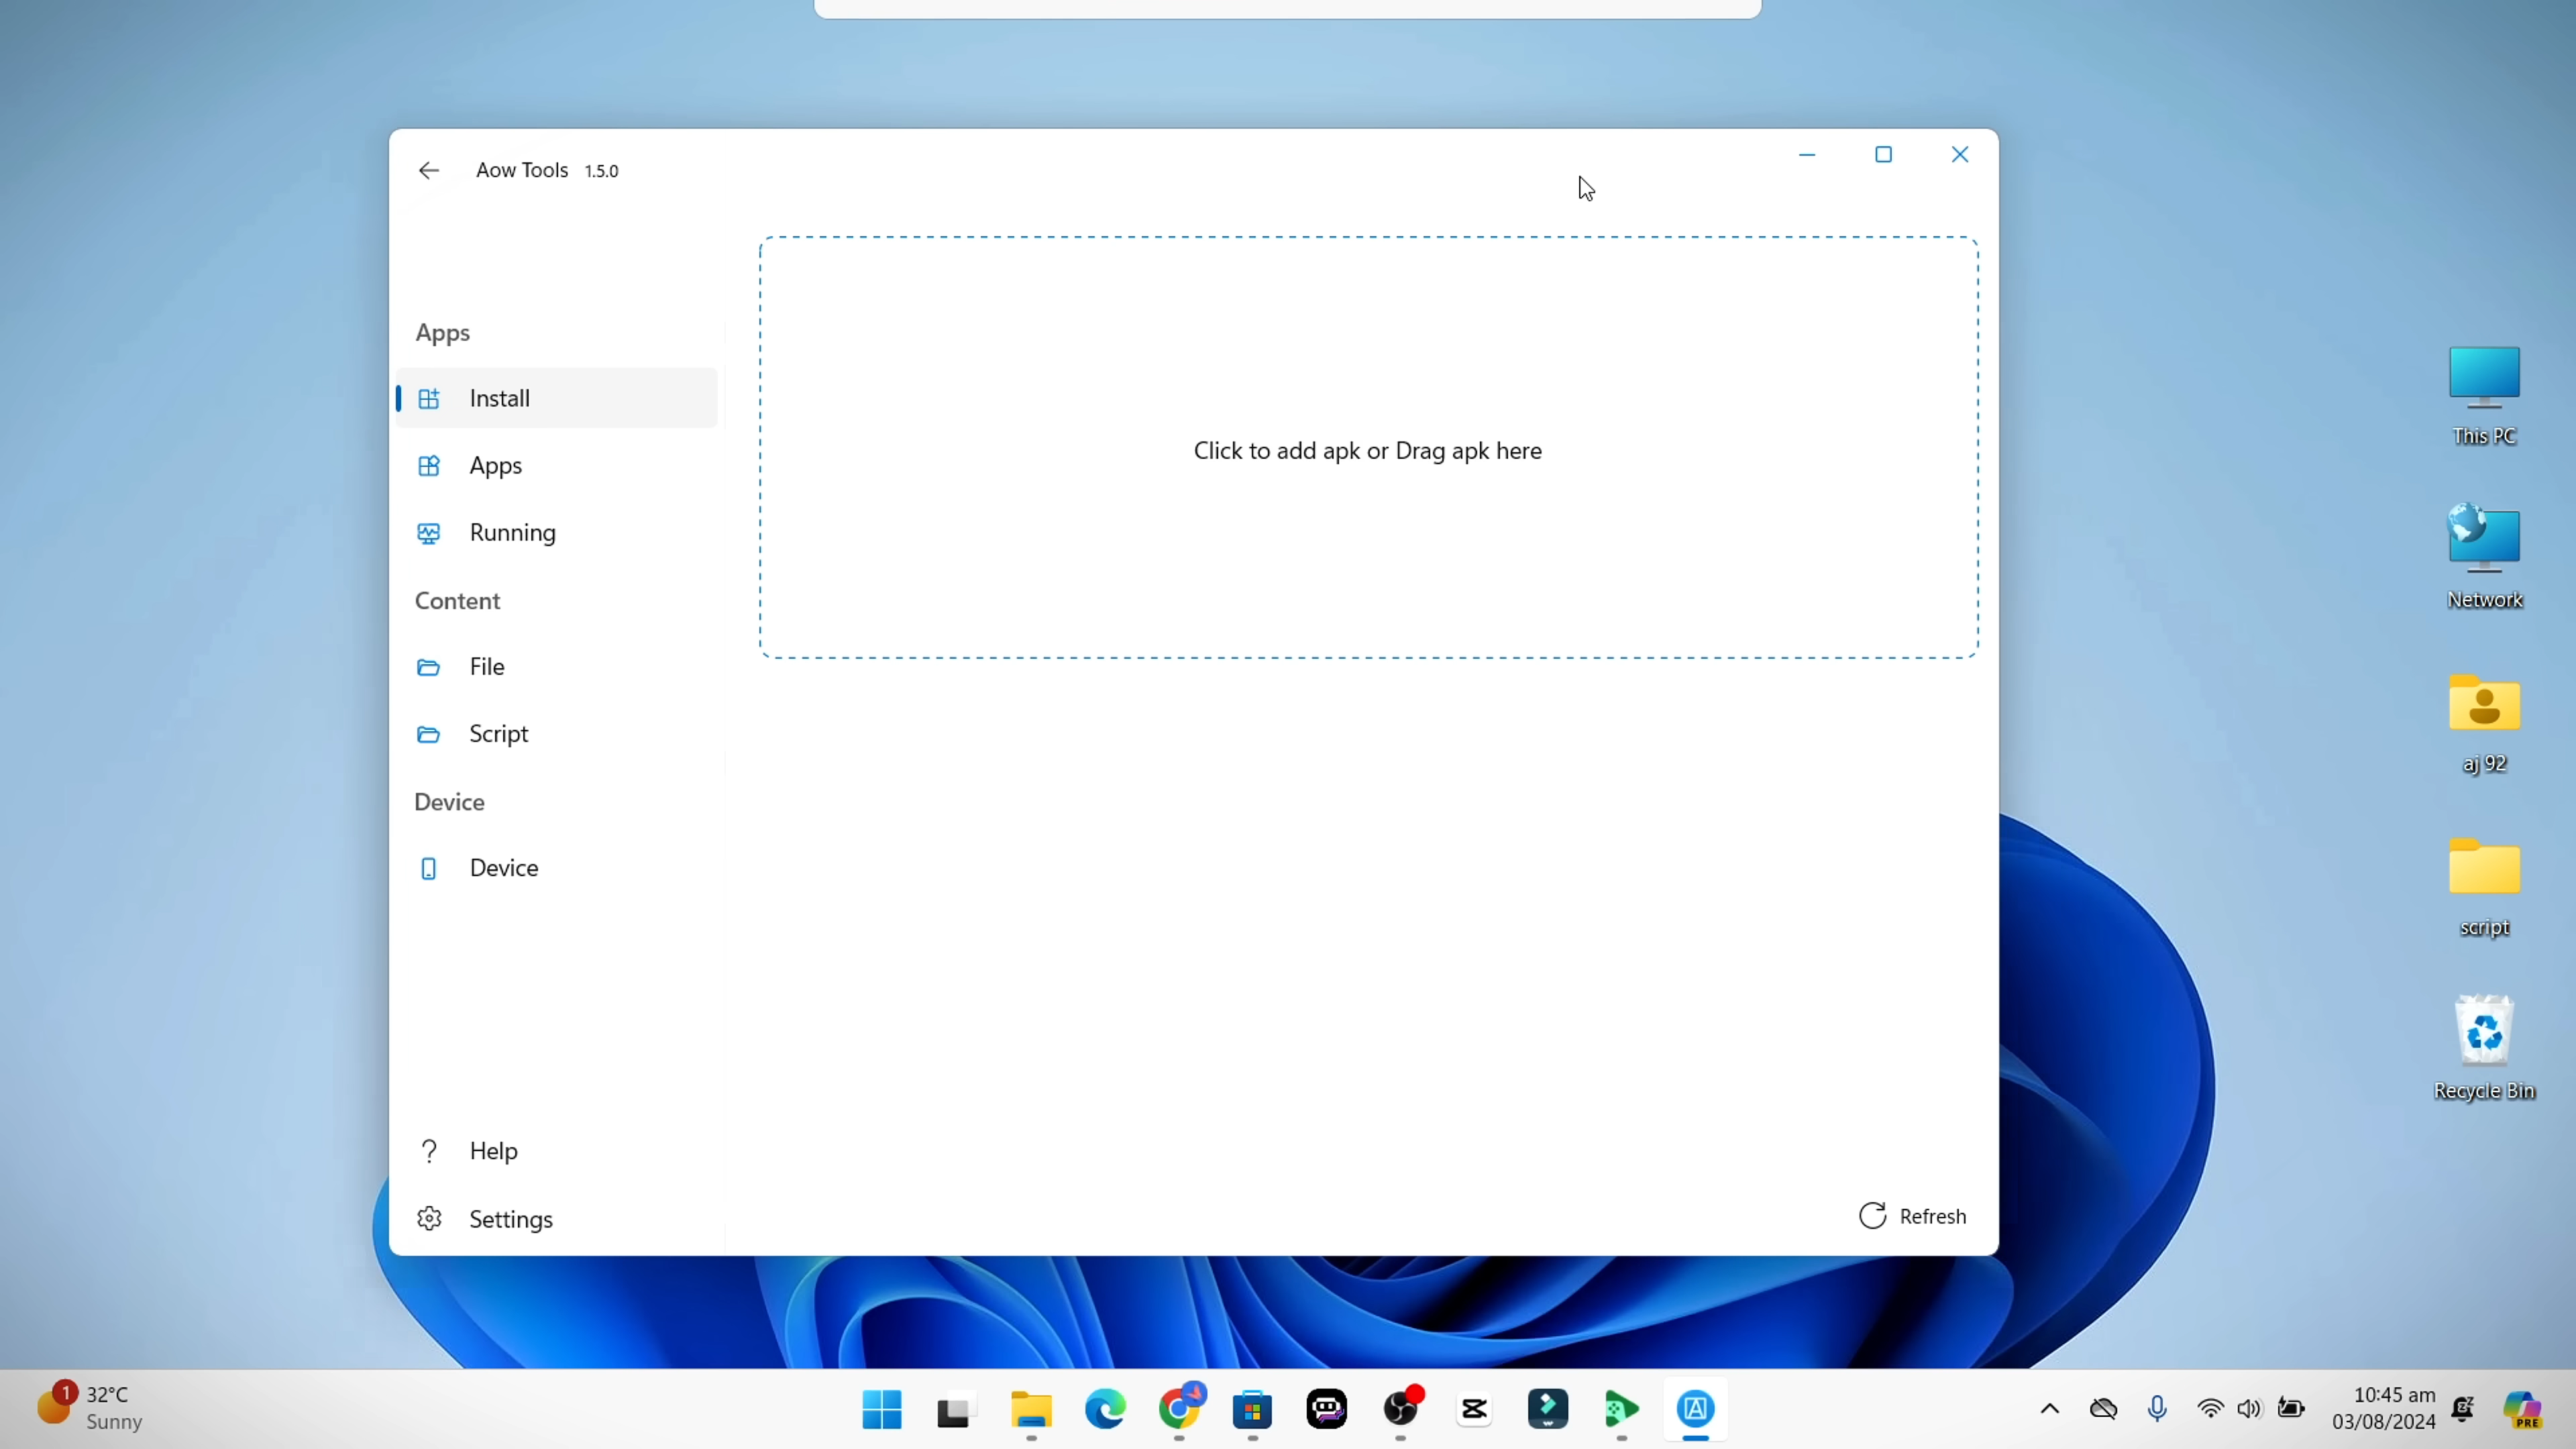 Aow Tools 1.5.0
Apps
Install
Apps
Running
Content
File
Script
Device
Device
Help
Settings
Click to add apk or Drag apk here
Refresh
This PC
Network
aj 92
script
Recycle Bin
1
32°C
Sunny
10:45 am
03/08/2024
PRE